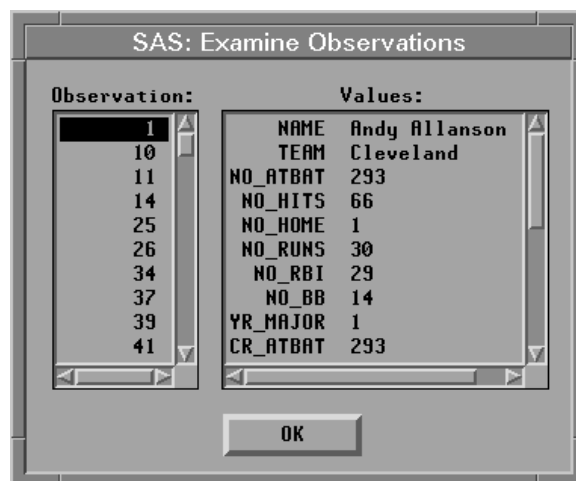 SAS: Examine Observations
Observation: Values:
1 NAME Andy Allanson
10 TEAM Cleveland
11 NO_ATBAT 293
14 NO_HITS 66
25 NO_HOME 1
26 NO_RUNS 30
34 NO_RBI 29
37 NO_BB 14
39 YR_MAJOR 1
41 CR_ATBAT 293
OK